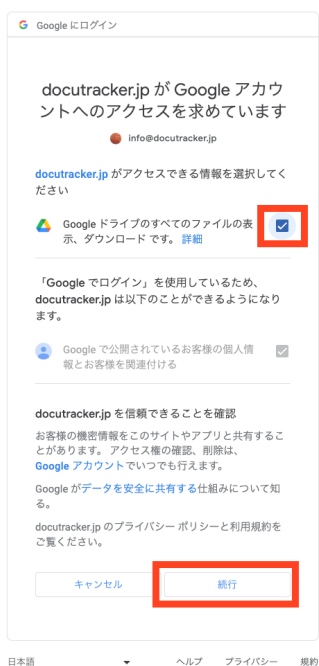 Google にログイン
docutracker.jp が Google アカウ
ントへのアクセスを求めています
info@docutracker.jp
docutracker.jp がアクセスできる情報を選択してく
ださい
Google ドライブのすべてのファイルの表
示、ダウンロード です。 詳細
「Google でログイン」を使用しているため、
docutracker.jp は以下のことができるようになり
ます。
Google で公開されているお客様の個人情
報とお客様を関連付ける
docutracker.jp を信頼できることを確認
お客様の機密情報をこのサイトやアプリと共有するこ
とがあります。 アクセス権の確認、削除は、
Google アカウントでいつでも行えます。
Google がデータを安全に共有する仕組みについて知
る。
docutracker.jp のプライバシー ポリシーと利用規約を
ご覧ください。
キャンセル
続行
日本語 ヘルプ プライバシー 規約